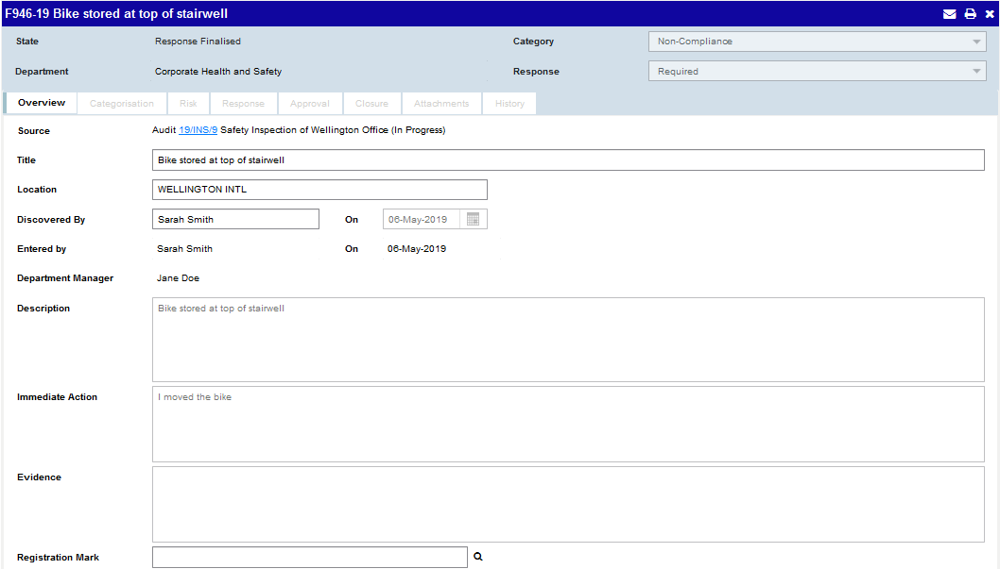 F946-19 Bike stored at top of stairwell
State Response Finalised Category Non-Compliance
Department Corporate Health and Safety Response Required
Overview Categorisation Risk Response Approval Closure Attachments History
Source Audit 19/INS/9 Safety Inspection of Wellington Office (In Progress)
Title Bike stored at top of stairwell
Location WELLINGTON INTL
Discovered By Sarah Smith On 06-May-2019
Entered by Sarah Smith On 06-May-2019
Department Manager Jane Doe
Description Bike stored at top of stairwell
Immediate Action I moved the bike
Evidence
Registration Mark